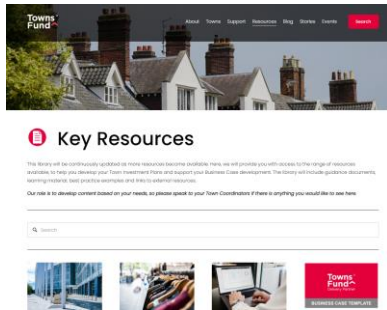 Towns
Fund
About Towns Support Resources Blog Stories Events Search
Key Resources
This library will be continuously updated as more resources become available. Here, we will provide you with access to the range of resources
available, to help you develop your Town Investment Plans and support your Business Case development. The library will include guidance documents,
learning material, best practice examples and links to external resources.
Our role is to develop content based on your needs, so please speak to your Town Coordinators if there is anything you would like to see here.
Search
Towns
Fund
Delivery Partner
BUSINESS CASE TEMPLATE